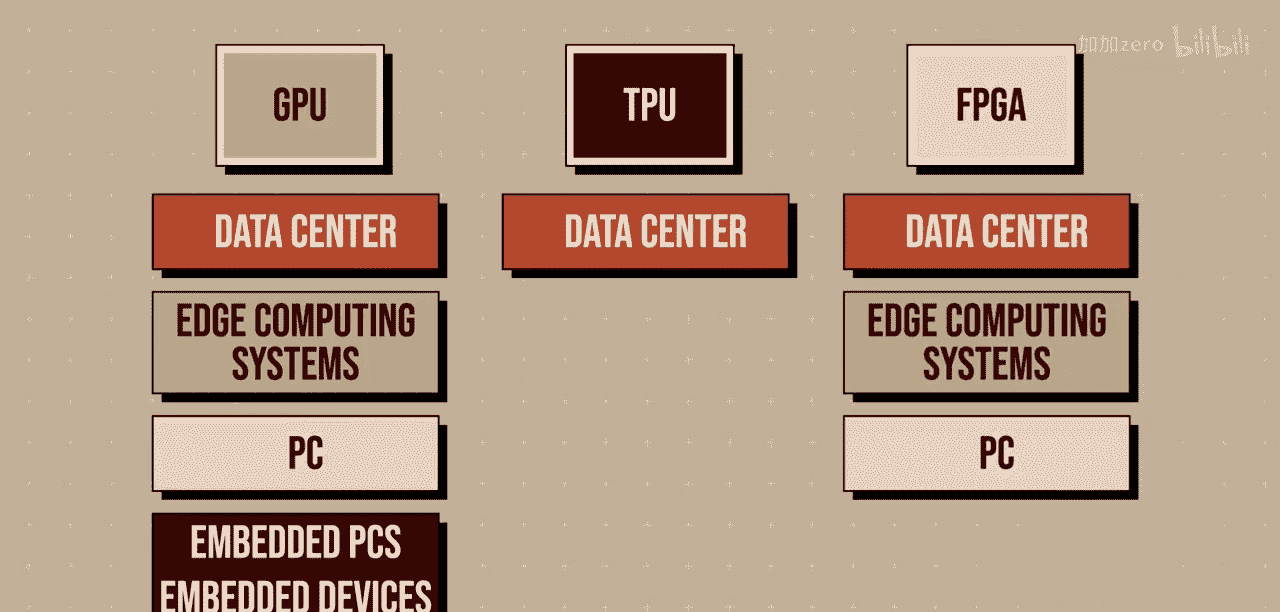 加加zero bilibili
GPU
TPU
FPGA
DATA CENTER
DATA CENTER
DATA CENTER
EDGE COMPUTING
SYSTEMS
EDGE COMPUTING
SYSTEMS
PC
PC
EMBEDDED PCS
EMBEDDED DEVICES